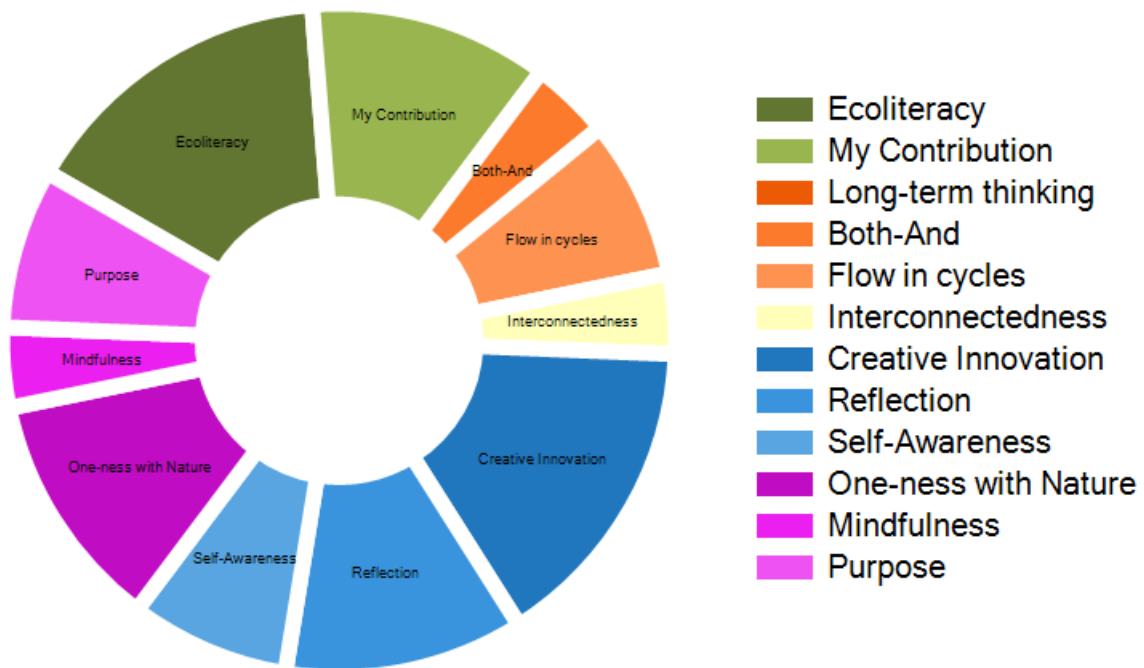 Ecoliteracy
My Contribution
Both-And
Flow in cycles
Interconnectedness
Creative Innovation
Reflection
Self-Awareness
One-ness with Nature
Mindfulness
Purpose
Ecoliteracy
My Contribution
Long-term thinking
Both-And
Flow in cycles
Interconnectedness
Creative Innovation
Reflection
Self-Awareness
One-ness with Nature
Mindfulness
Purpose